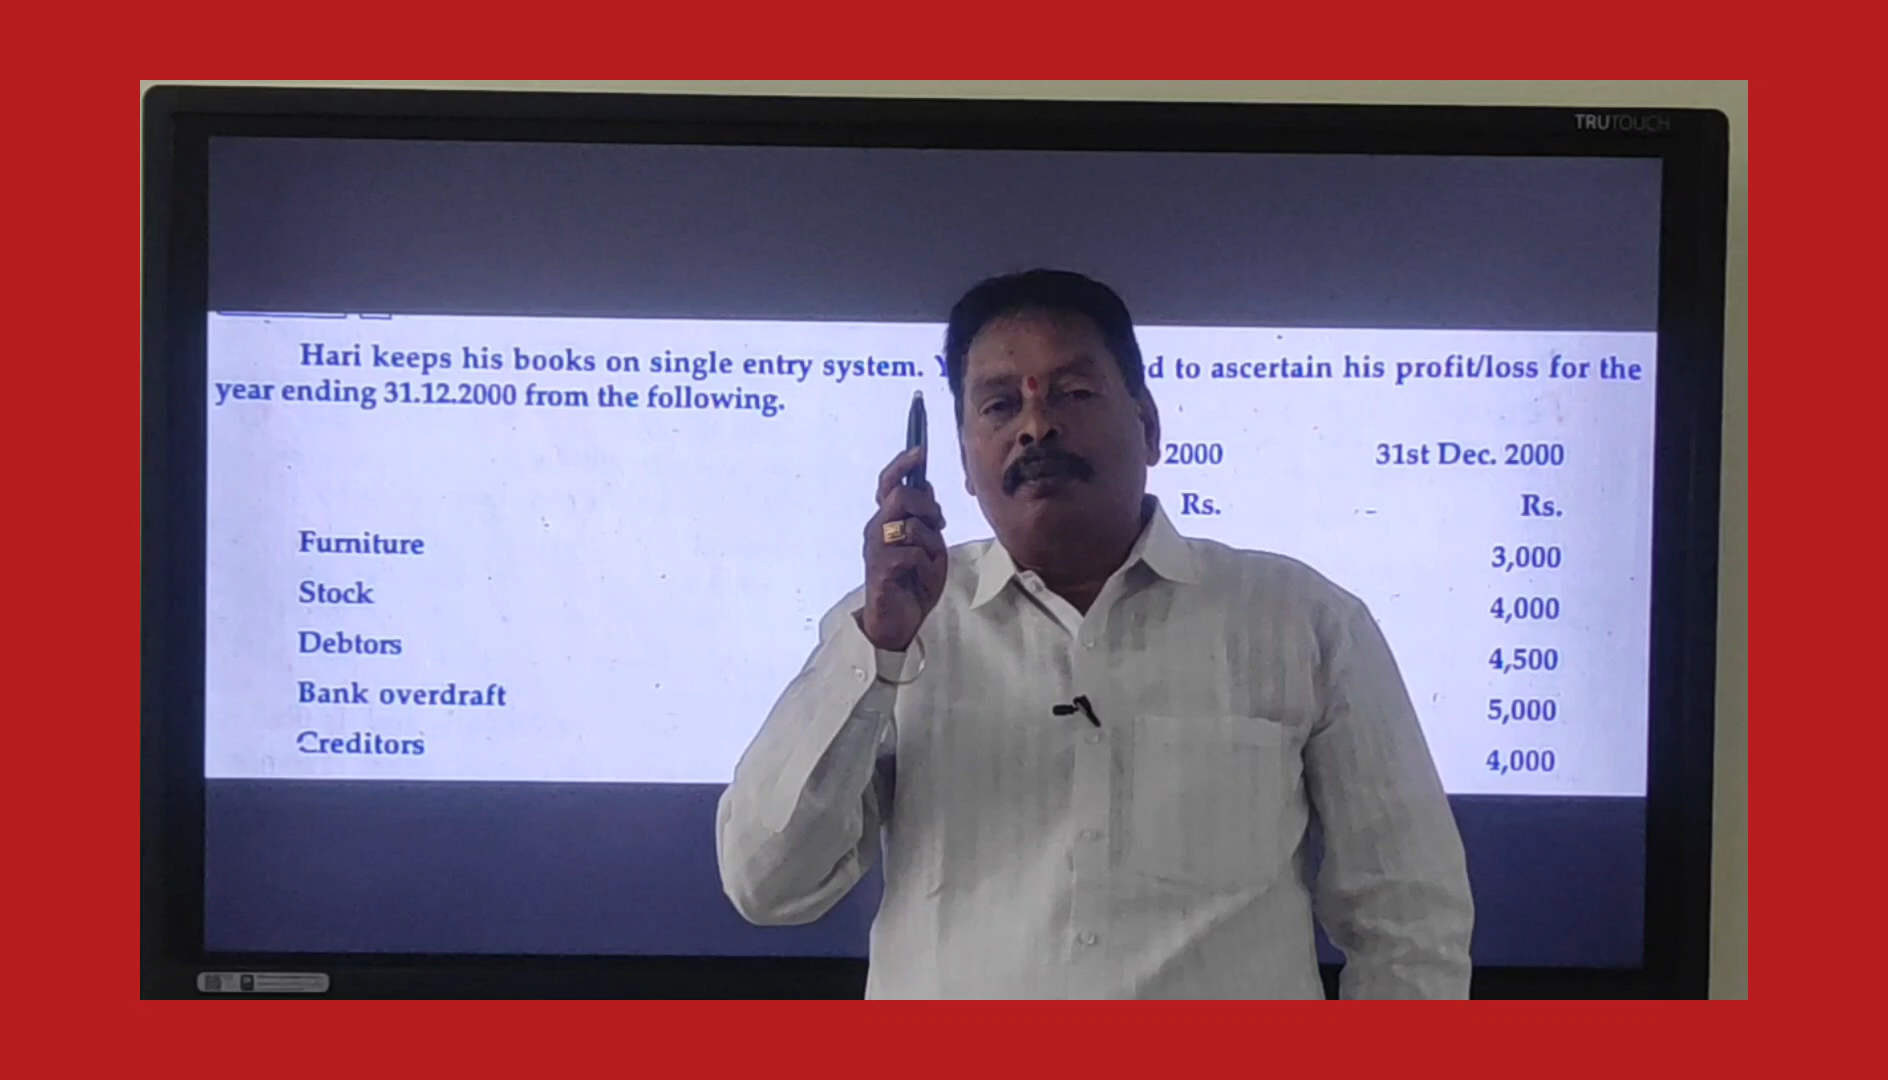 TRUTOUCH
Hari keeps his books on single entry system. d to ascertain his profit/loss for the
year ending 31.12.2000 from the following.
2000 31st Dec. 2000
Rs. Rs.
Furniture 3,000
Stock 4,000
Debtors 4,500
Bank overdraft 5,000
Creditors 4,000